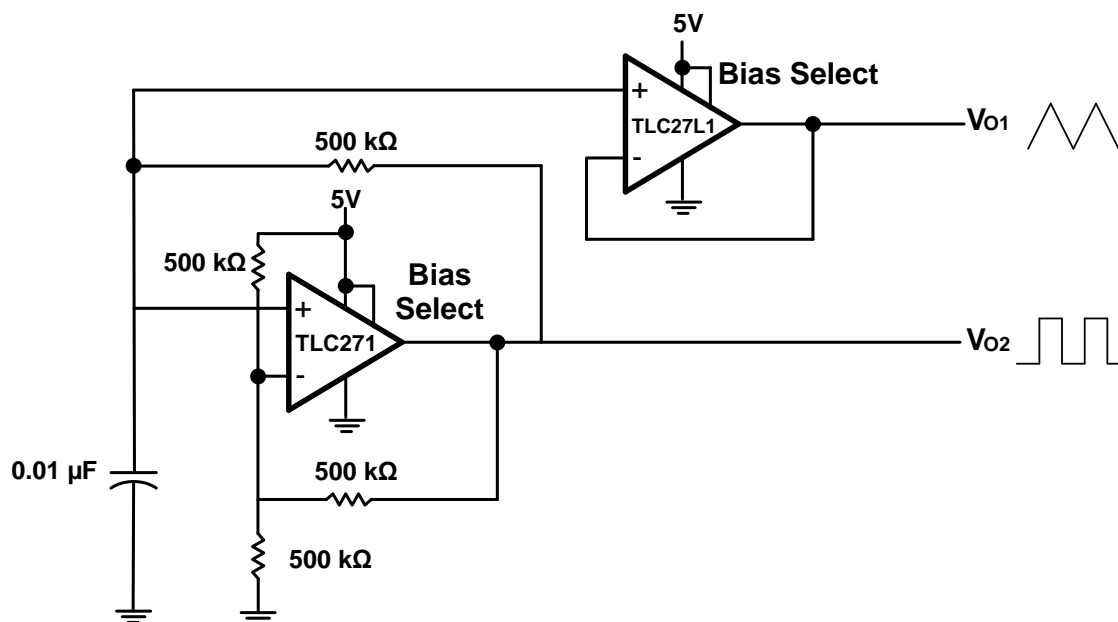 5V
Bias Select
+
TLC27L1
-
VO1
500 kΩ
5V
500 kΩ
Bias
Select
+
TLC271
-
VO2
0.01 µF
500 kΩ
500 kΩ